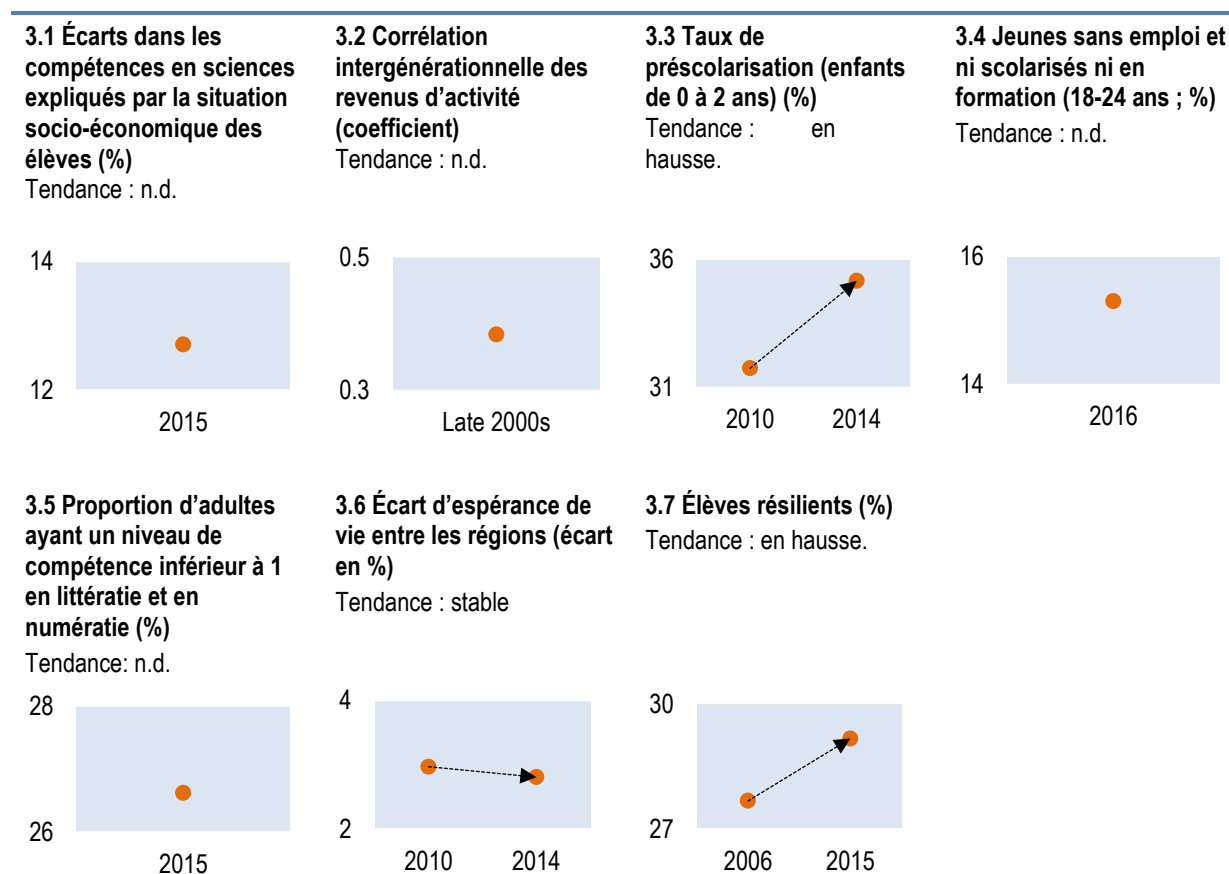 3.1 Écarts dans les
compétences en sciences
expliqués par la situation
socio-économique des
élèves (%)
Tendance : n.d.
14
12
2015
3.2 Corrélation
intergénérationnelle des
revenus d’activité
(coefficient)
Tendance : n.d.
0.5
0.3
Late 2000s
3.3 Taux de
préscolarisation (enfants
de 0 à 2 ans) (%)
Tendance : en
hausse.
36
31
2010 2014
3.4 Jeunes sans emploi et
ni scolarisés ni en
formation (18-24 ans ; %)
Tendance : n.d.
16
14
2016
3.5 Proportion d’adultes
ayant un niveau de
compétence inférieur à 1
en littératie et en
numératie (%)
Tendance: n.d.
28
26
2015
3.6 Écart d’espérance de
vie entre les régions (écart
en %)
Tendance : stable
4
2
2010 2014
3.7 Élèves résilients (%)
Tendance : en hausse.
30
27
2006 2015